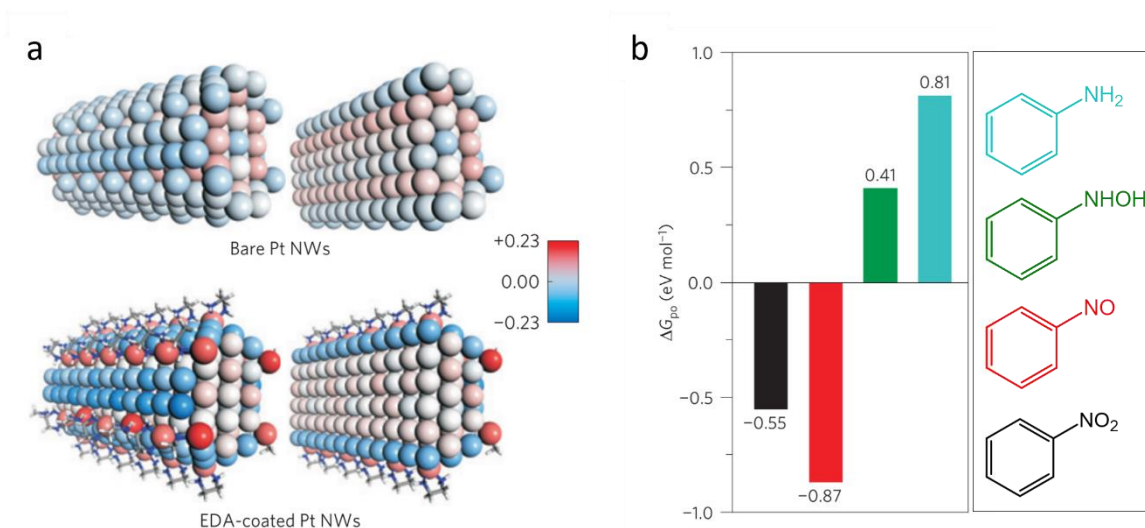 a
Bare Pt NWs
+0.23
0.00
−0.23
EDA-coated Pt NWs
b
1.0
0.5
0.0
−0.5
−1.0
ΔGpo (eV mol⁻¹)
−0.55
−0.87
0.41
0.81
NH₂
NHOH
NO
NO₂